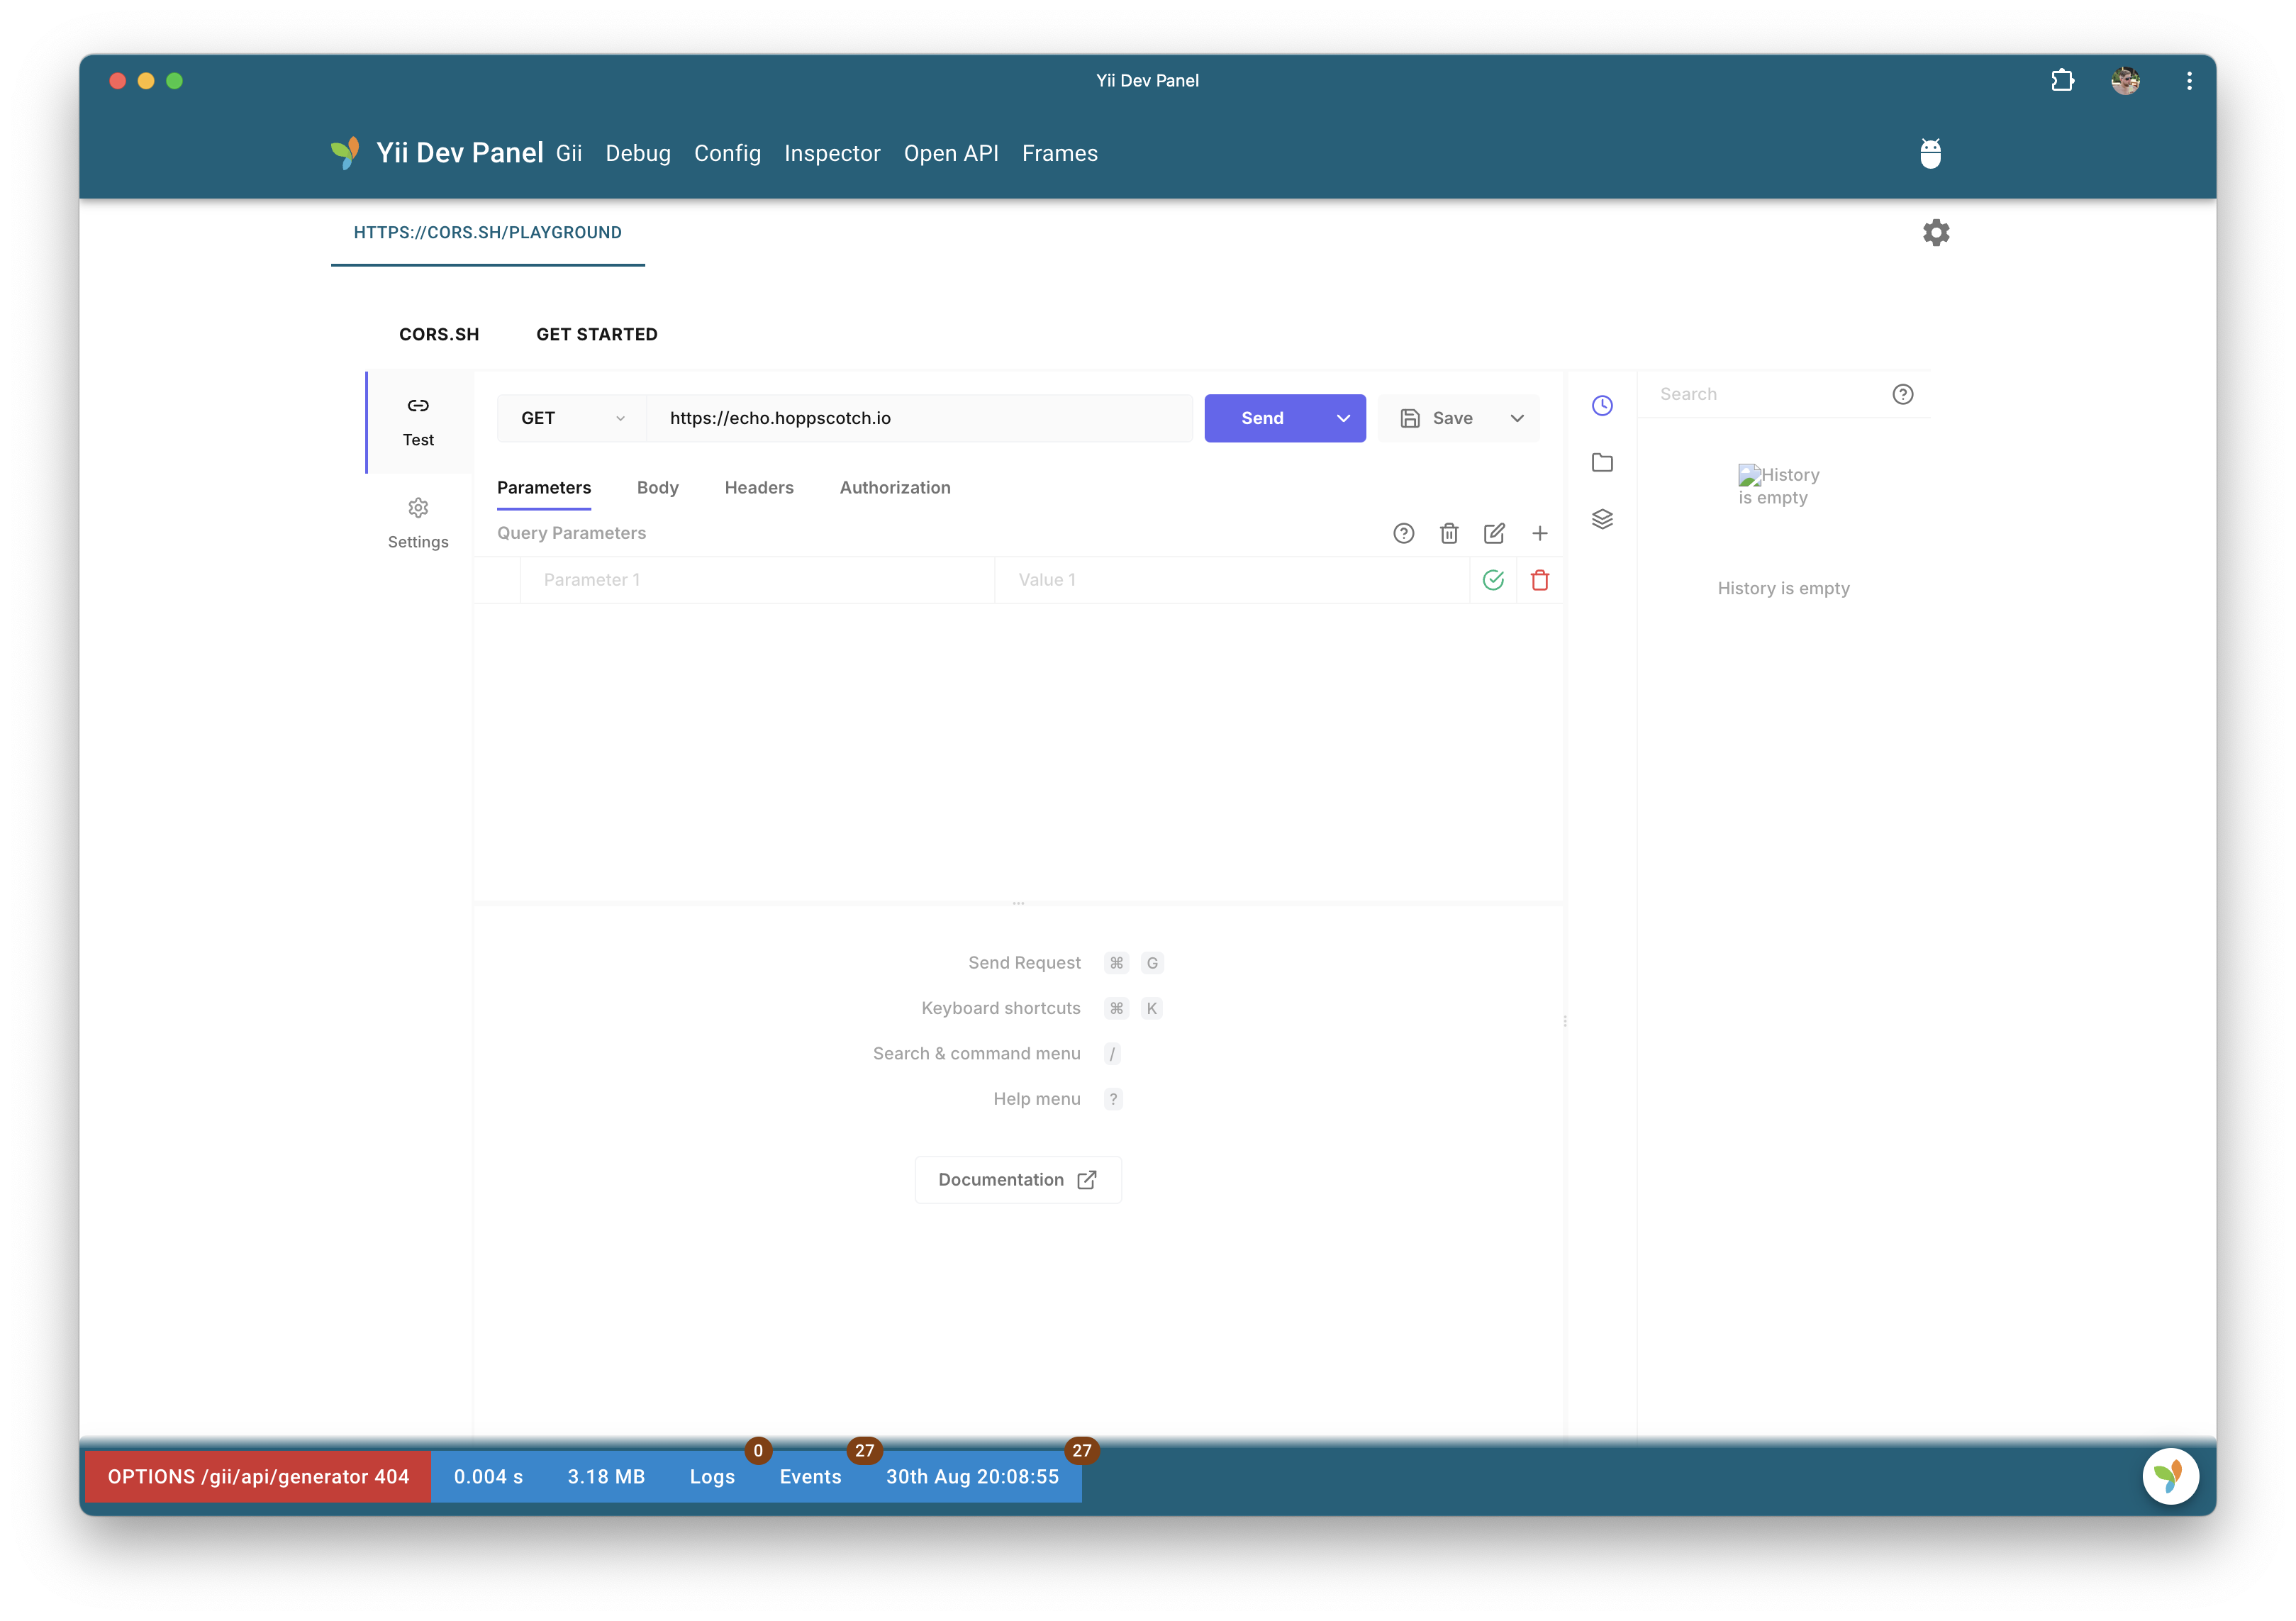 Yii Dev Panel
Yii Dev Panel Gii Debug Config Inspector Open API Frames
HTTPS://CORS.SH/PLAYGROUND
CORS.SH GET STARTED
Test
Settings
GET https://echo.hoppscotch.io Send Save
Parameters Body Headers Authorization
Query Parameters
Parameter 1 Value 1
Search
History
is empty
History is empty
Send Request ⌘ G
Keyboard shortcuts ⌘ K
Search & command menu /
Help menu ?
Documentation
OPTIONS /gii/api/generator 404 0.004 s 3.18 MB Logs 0 Events 27 30th Aug 20:08:55 27